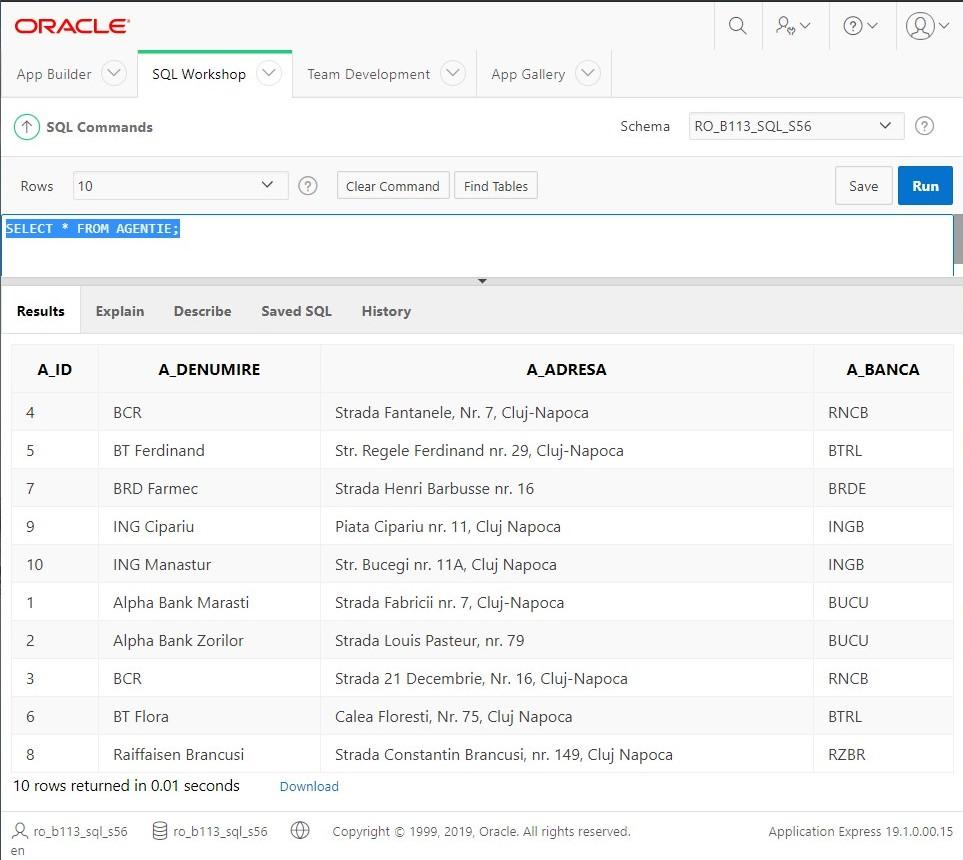 ORACLE
App Builder SQL Workshop Team Development App Gallery
SQL Commands Schema RO_B113_SQL_S56
Rows 10 Clear Command Find Tables Save Run
SELECT * FROM AGENTIE;
Results Explain Describe Saved SQL History
A_ID A_DENUMIRE A_ADRESA A_BANCA
4 BCR Strada Fantanele, Nr. 7, Cluj-Napoca RNCB
5 BT Ferdinand Str. Regele Ferdinand nr. 29, Cluj-Napoca BTRL
7 BRD Farmec Strada Henri Barbusse nr. 16 BRDE
9 ING Cipariu Piata Cipariu nr. 11, Cluj Napoca INGB
10 ING Manastur Str. Bucegi nr. 11A, Cluj Napoca INGB
1 Alpha Bank Marasti Strada Fabricii nr. 7, Cluj-Napoca BUCU
2 Alpha Bank Zorilor Strada Louis Pasteur, nr. 79 BUCU
3 BCR Strada 21 Decembrie, Nr. 16, Cluj-Napoca RNCB
6 BT Flora Calea Floresti, Nr. 75, Cluj Napoca BTRL
8 Raiffaisen Brancusi Strada Constantin Brancusi, nr. 149, Cluj Napoca RZBR
10 rows returned in 0.01 seconds Download
ro_b113_sql_s56 ro_b113_sql_s56 Copyright © 1999, 2019, Oracle. All rights reserved. Application Express 19.1.0.00.15
en